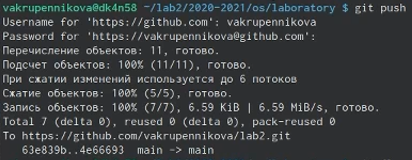 vakrupennikova@dk4n58 ~/lab2/2020-2021/os/laboratory $ git push
Username for 'https://github.com': vakrupennikova
Password for 'https://vakrupennikova@github.com':
Перечисление объектов: 11, готово.
Подсчет объектов: 100% (11/11), готово.
При сжатии изменений используется до 6 потоков
Сжатие объектов: 100% (5/5), готово.
Запись объектов: 100% (7/7), 6.59 KiB | 6.59 MiB/s, готово.
Total 7 (delta 0), reused 0 (delta 0), pack-reused 0
To https://github.com/vakrupennikova/lab2.git
63e839b..4e66693 main -> main